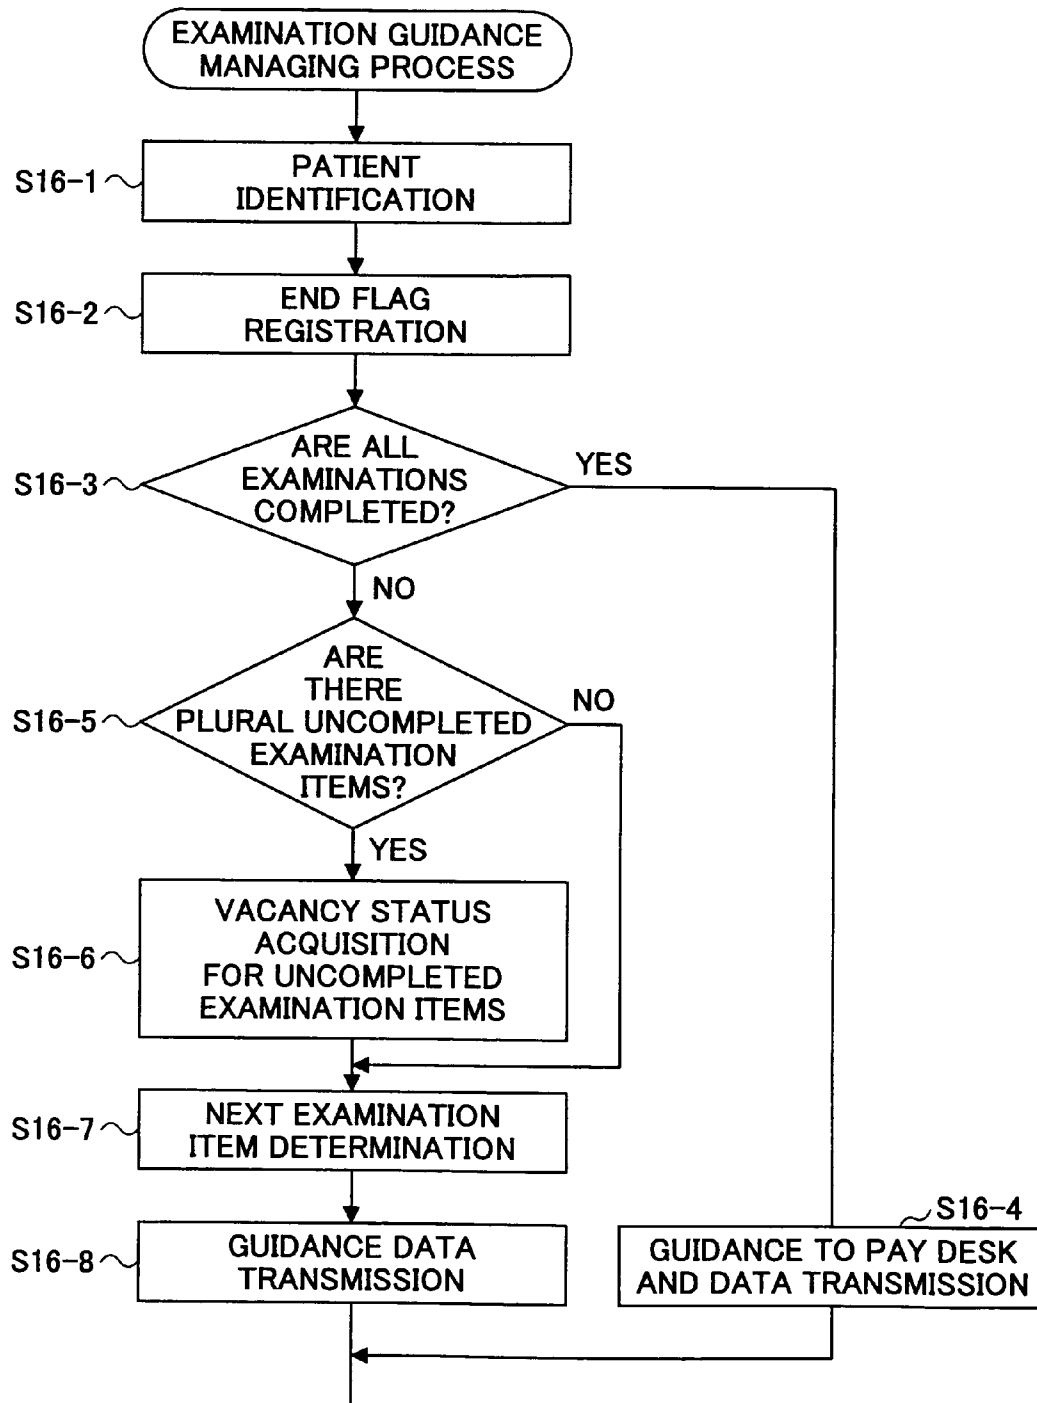 EXAMINATION GUIDANCE
MANAGING PROCESS
S16-1
PATIENT
IDENTIFICATION
S16-2
END FLAG
REGISTRATION
S16-3
ARE ALL
EXAMINATIONS
COMPLETED?
YES
NO
S16-5
ARE
THERE
PLURAL UNCOMPLETED
EXAMINATION
ITEMS?
NO
YES
S16-6
VACANCY STATUS
ACQUISITION
FOR UNCOMPLETED
EXAMINATION ITEMS
S16-7
NEXT EXAMINATION
ITEM DETERMINATION
S16-8
GUIDANCE DATA
TRANSMISSION
S16-4
GUIDANCE TO PAY DESK
AND DATA TRANSMISSION